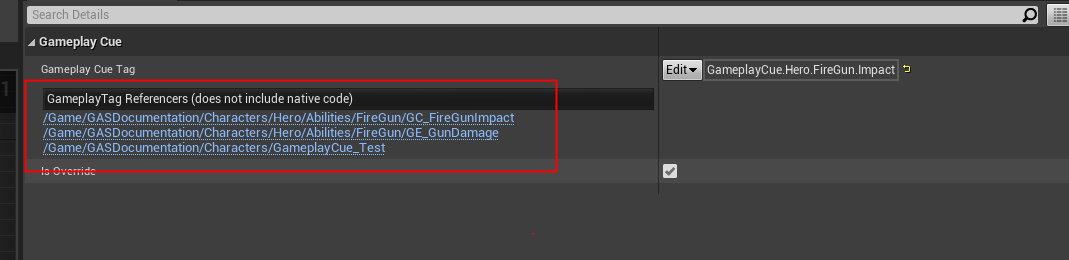 Search Details
Gameplay Cue
Gameplay Cue Tag
Edit
GameplayCue.Hero.FireGun.Impact
GameplayTag Referencers (does not include native code)
/Game/GASDocumentation/Characters/Hero/Abilities/FireGun/GC_FireGunImpact
/Game/GASDocumentation/Characters/Hero/Abilities/FireGun/GE_GunDamage
/Game/GASDocumentation/Characters/GameplayCue_Test
Is Override